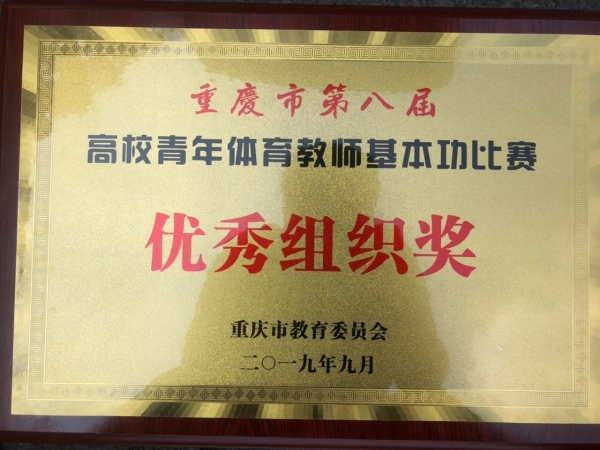 重慶市第八届
高校青年体育教师基本功比赛
优秀组织奖
重庆市教育委员会
二〇一九年九月